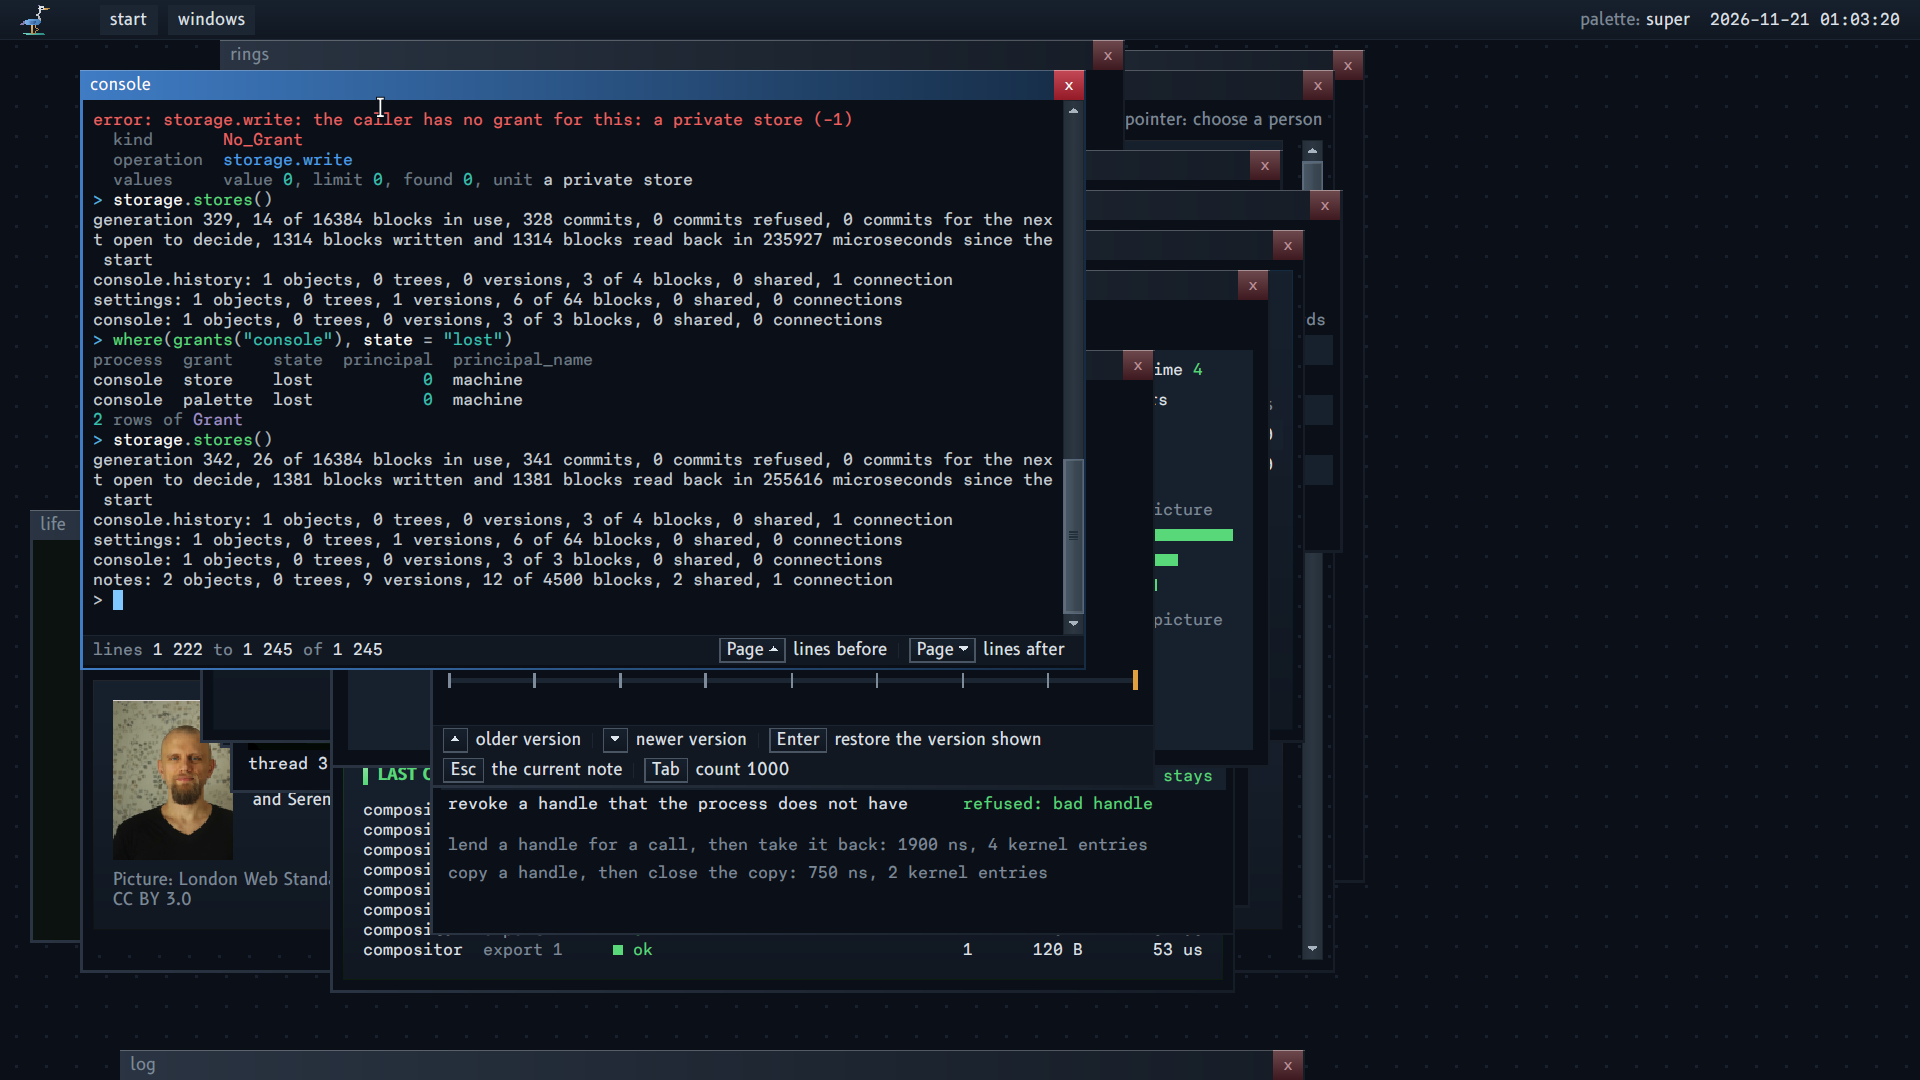 start windows palette: super 2026-11-21 01:03:20
rings x
x
console x
x
error: storage.write: the caller has no grant for this: a private store (-1)
pointer: choose a person
kind No_Grant
operation storage.write
x
values value 0, limit 0, found 0, unit a private store
> storage.stores()
x
generation 329, 14 of 16384 blocks in use, 328 commits, 0 commits refused, 0 commits for the nex
t open to decide, 1314 blocks written and 1314 blocks read back in 235927 microseconds since the
x
start
console.history: 1 objects, 0 trees, 0 versions, 3 of 4 blocks, 0 shared, 1 connection
x
settings: 1 objects, 0 trees, 1 versions, 6 of 64 blocks, 0 shared, 0 connections
console: 1 objects, 0 trees, 0 versions, 3 of 3 blocks, 0 shared, 0 connections
ds
> where(grants("console"), state = "lost")
process grant state principal principal_name
x
ime 4
console store lost 0 machine
console palette lost 0 machine
rs
2 rows of Grant
> storage.stores()
generation 342, 26 of 16384 blocks in use, 341 commits, 0 commits refused, 0 commits for the nex
t open to decide, 1381 blocks written and 1381 blocks read back in 255616 microseconds since the
start
icture
console.history: 1 objects, 0 trees, 0 versions, 3 of 4 blocks, 0 shared, 1 connection
life
settings: 1 objects, 0 trees, 1 versions, 6 of 64 blocks, 0 shared, 0 connections
console: 1 objects, 0 trees, 0 versions, 3 of 3 blocks, 0 shared, 0 connections
notes: 2 objects, 0 trees, 9 versions, 12 of 4500 blocks, 2 shared, 1 connection
>
picture
lines 1 222 to 1 245 of 1 245 Page lines before Page lines after
older version newer version Enter restore the version shown
Esc the current note Tab count 1000
thread 3
LAST C
stays
and Seren
revoke a handle that the process does not have refused: bad handle
composi
composi
lend a handle for a call, then take it back: 1900 ns, 4 kernel entries
composi
composi
copy a handle, then close the copy: 750 ns, 2 kernel entries
Picture: London Web Standa
CC BY 3.0
composi
composi
composi
compositor export 1 ok 1 120 B 53 us
log x